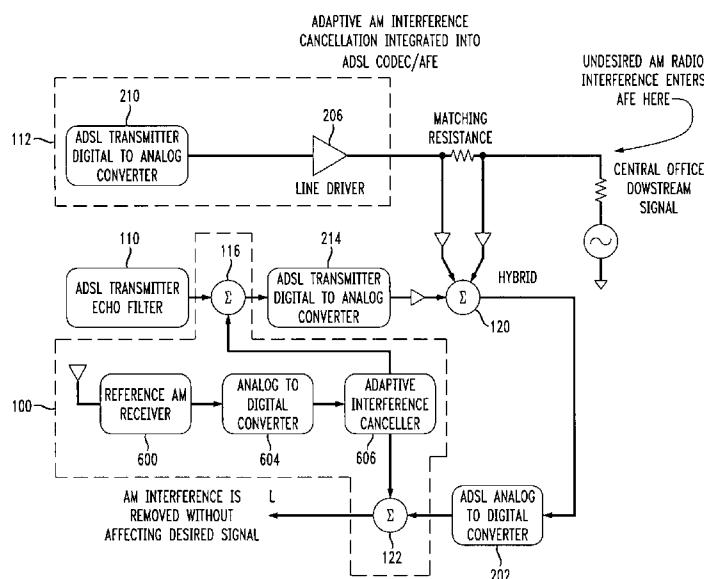 ADAPTIVE AM INTERFERENCE
CANCELLATION INTEGRATED INTO
ADSL CODEC/AFE
UNDESIRED AM RADIO
INTERFERENCE ENTERS
AFE HERE
210
112
ADSL TRANSMITTER
DIGITAL TO ANALOG
CONVERTER
206
LINE DRIVER
MATCHING
RESISTANCE
CENTRAL OFFICE
DOWSTREAM
SIGNAL
110
ADSL TRANSMITTER
ECHO FILTER
116
Σ
214
ADSL TRANSMITTER
DIGITAL TO ANALOG
CONVERTER
Σ
HYBRID
120
100
REFERENCE AM
RECEIVER
600
ANALOG TO
DIGITAL
CONVERTER
604
ADAPTIVE
INTERFERENCE
CANCELLER
606
AM INTERFERENCE IS
REMOVED WITHOUT
AFFECTING DESIRED SIGNAL
L
Σ
122
ADSL ANALOG
TO DIGITAL
CONVERTER
202